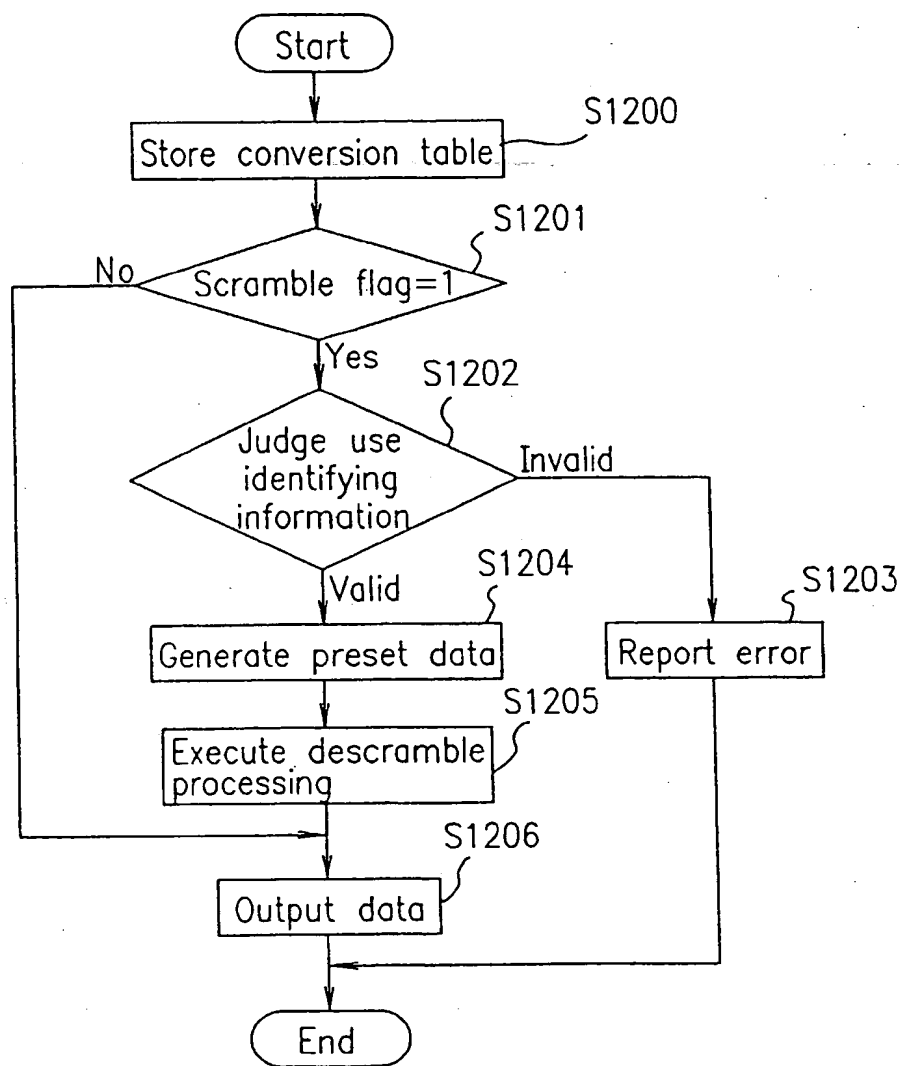 Start
S1200
Store conversion table
S1201
No
Scramble flag=1
Yes
S1202
Judge use
identifying
information
Invalid
Valid
S1204
S1203
Generate preset data
Report error
S1205
Execute descramble
processing
S1206
Output data
End